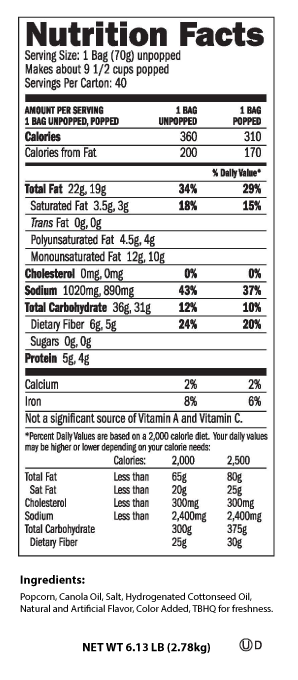 Nutrition Facts
Serving Size: 1 Bag (70g) unpopped
Makes about 9 1/2 cups popped
Servings Per Carton: 40
AMOUNT PER SERVING 1 BAG 1 BAG
1 BAG UNPOPPED, POPPED UNPOPPED POPPED
Calories 360 310
Calories from Fat 200 170
% Daily Value*
Total Fat 22g, 19g 34% 29%
Saturated Fat 3.5g, 3g 18% 15%
Trans Fat 0g, 0g
Polyunsaturated Fat 4.5g, 4g
Monounsaturated Fat 12g, 10g
Cholesterol 0mg, 0mg 0% 0%
Sodium 1020mg, 890mg 43% 37%
Total Carbohydrate 36g, 31g 12% 10%
Dietary Fiber 6g, 5g 24% 20%
Sugars 0g, 0g
Protein 5g, 4g
Calcium 2% 2%
Iron 8% 6%
Not a significant source of Vitamin A and Vitamin C.
*Percent Daily Values are based on a 2,000 calorie diet. Your daily values
may be higher or lower depending on your calorie needs:
Calories: 2,000 2,500
Total Fat Less than 65g 80g
Sat Fat Less than 20g 25g
Cholesterol Less than 300mg 300mg
Sodium Less than 2,400mg 2,400mg
Total Carbohydrate 300g 375g
Dietary Fiber 25g 30g
Ingredients:
Popcorn, Canola Oil, Salt, Hydrogenated Cottonseed Oil,
Natural and Artificial Flavor, Color Added, TBHQ for freshness.
NET WT 6.13 LB (2.78kg) U D